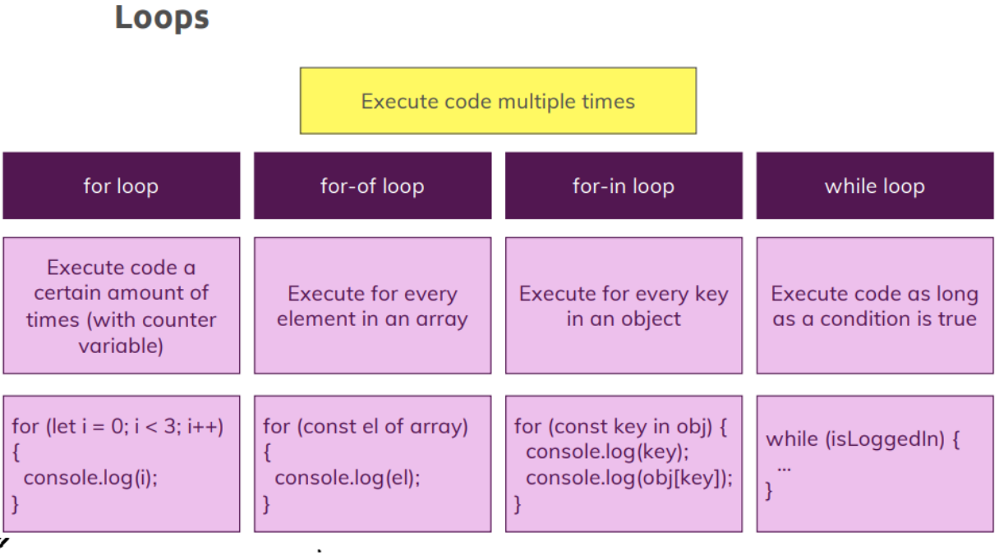 Loops
Execute code multiple times
for loop
for-of loop
for-in loop
while loop
Execute code a
certain amount of
times (with counter
variable)
Execute for every
element in an array
Execute for every key
in an object
Execute code as long
as a condition is true
for (let i = 0; i < 3; i++)
{
  console.log(i);
}
for (const el of array)
{
  console.log(el);
}
for (const key in obj) {
  console.log(key);
  console.log(obj[key]);
}
while (isLoggedIn) {
  ...
}